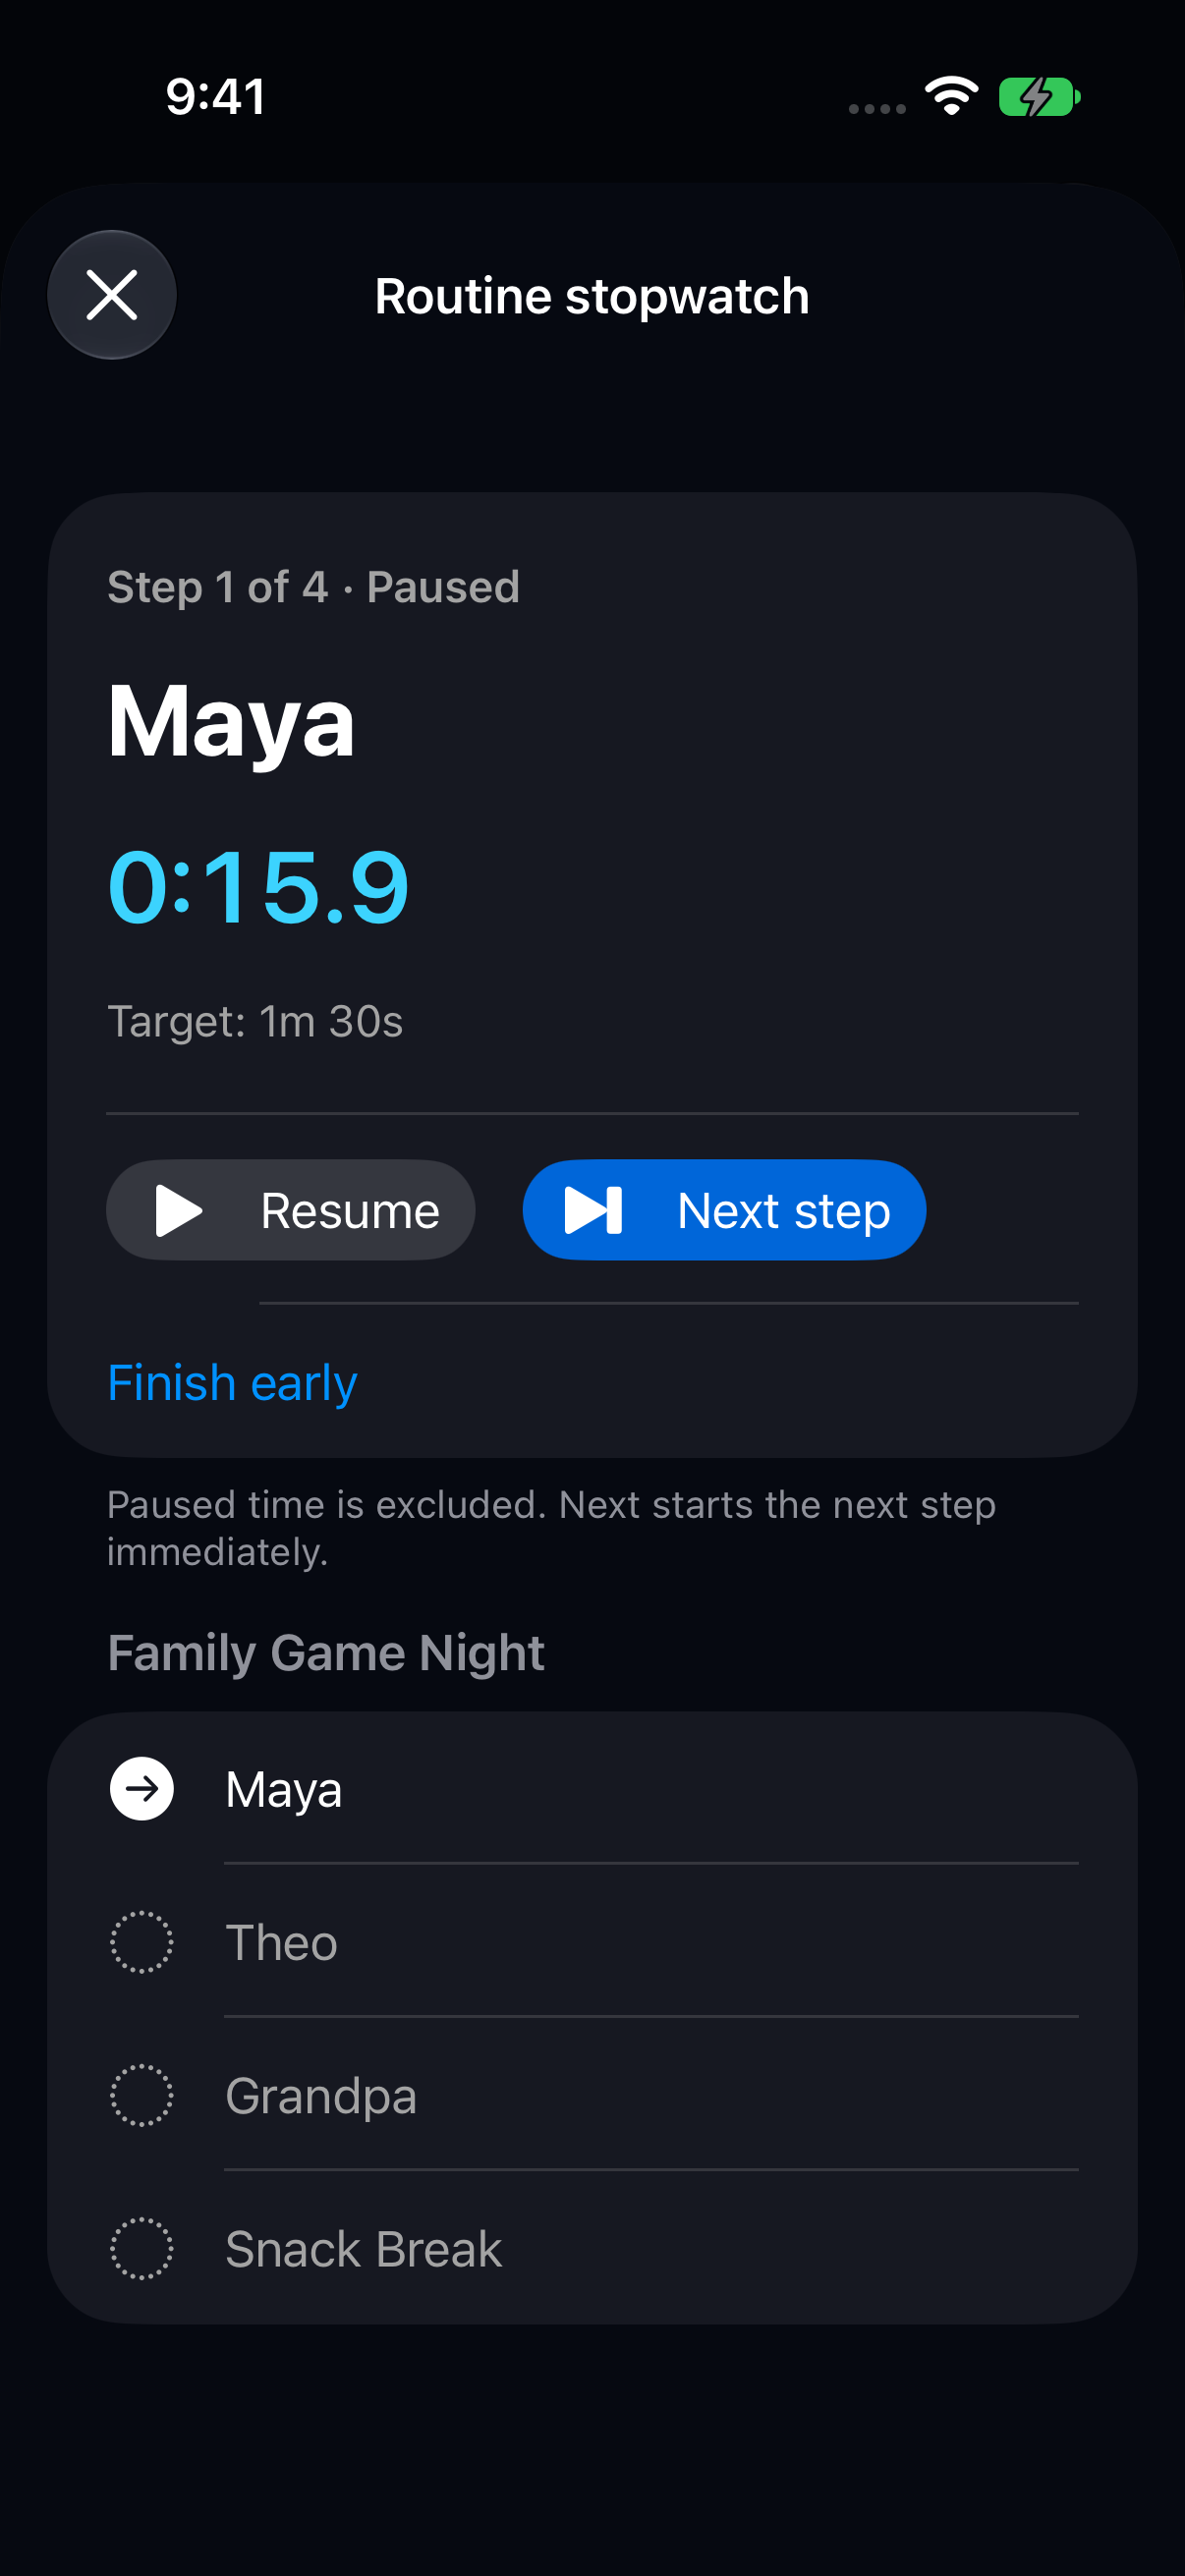 9:41
Routine stopwatch
Step 1 of 4 · Paused
Maya
0:15.9
Target: 1m 30s
Resume
Next step
Finish early
Paused time is excluded. Next starts the next step
immediately.
Family Game Night
Maya
Theo
Grandpa
Snack Break